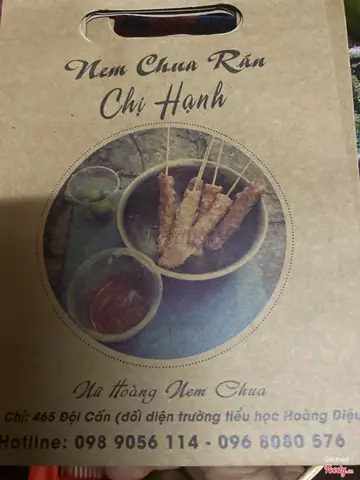 Nem Chua Rán
Chị Hạnh
Nữ Hoàng Nem Chua
Chỉ: 465 Đội Cấn (đối diện trường tiểu học Hoàng Diệu
Hotline: 098 9056 114 - 096 8080 576